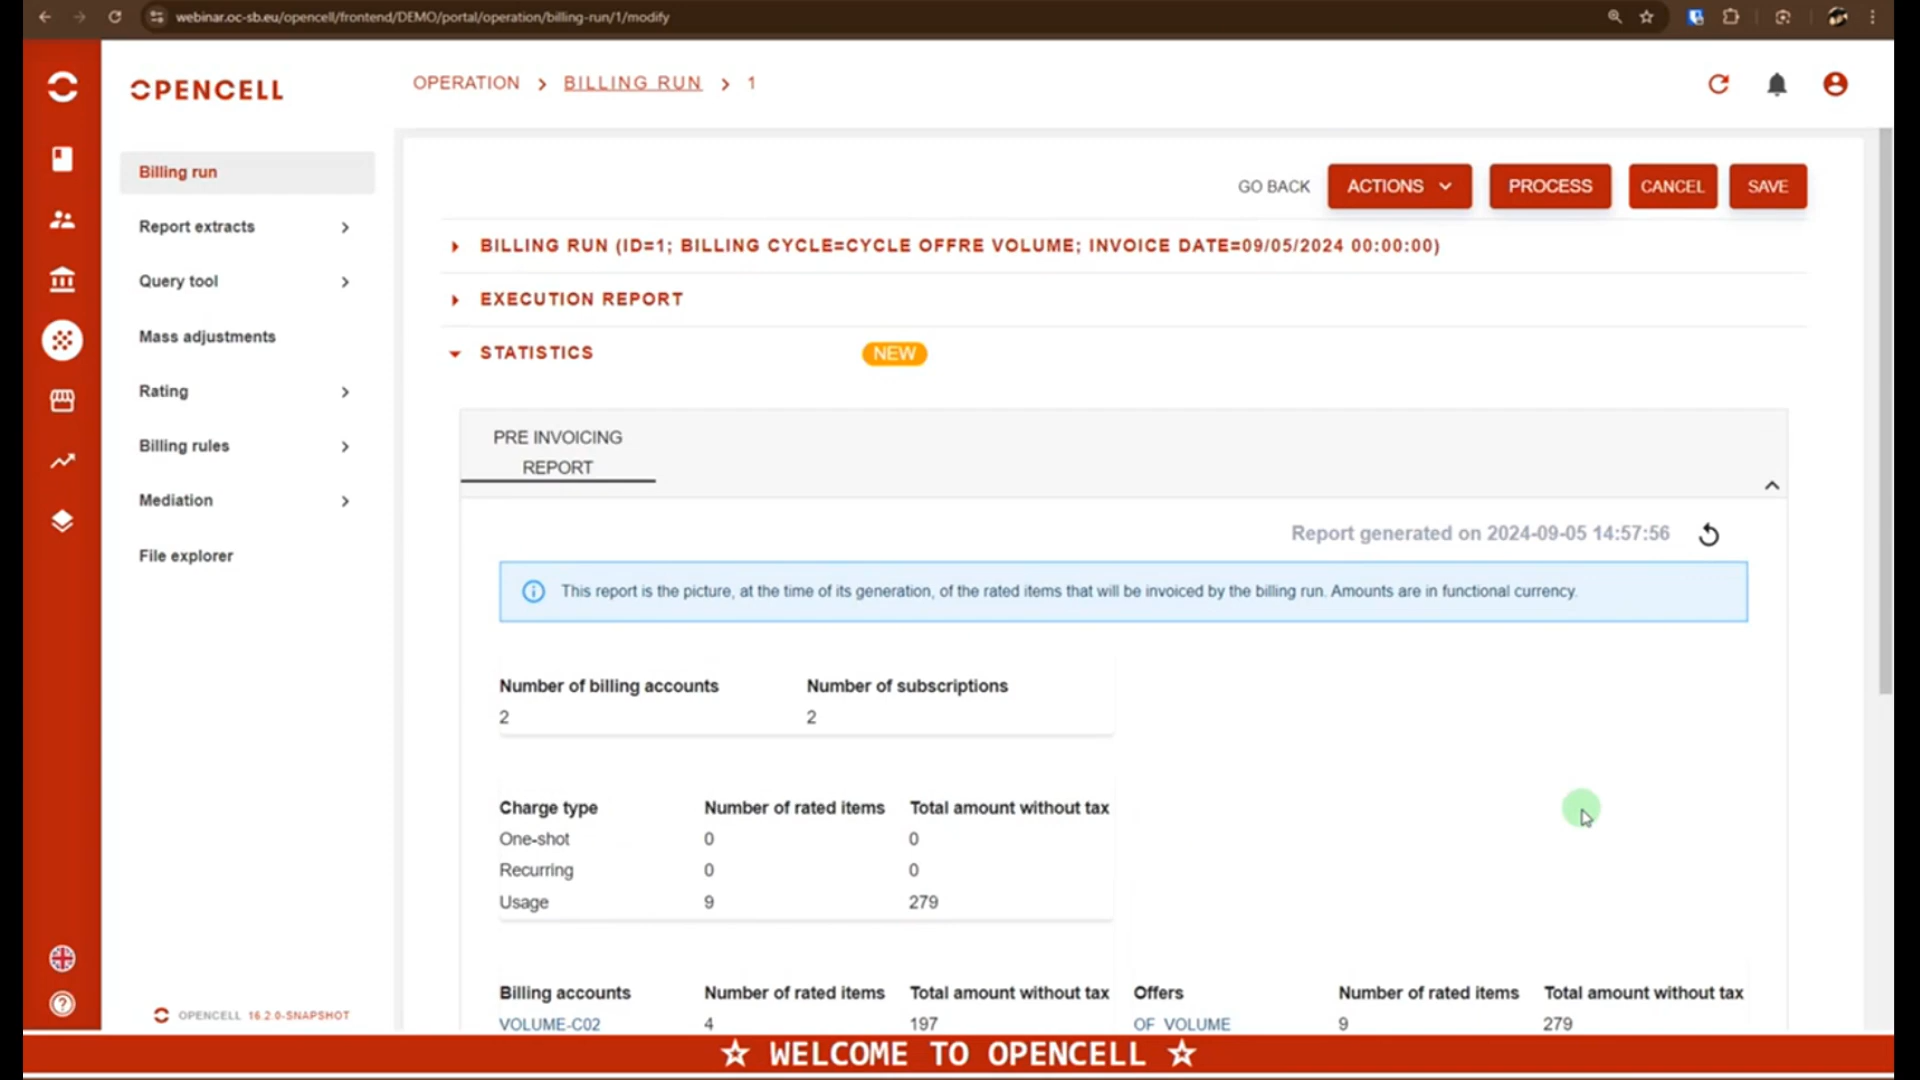 webinar.oc-sb.eu/opencell/frontend/DEMO/portal/operation/billing-run/1/modify
OPENCELL
OPERATION > BILLING RUN > 1
Billing run
Report extracts
Query tool
Mass adjustments
Rating
Billing rules
Mediation
File explorer
OPENCELL 16.2.0-SNAPSHOT
GO BACK ACTIONS PROCESS CANCEL SAVE
BILLING RUN (ID=1; BILLING CYCLE=CYCLE OFFRE VOLUME; INVOICE DATE=09/05/2024 00:00:00)
EXECUTION REPORT
STATISTICS NEW
PRE INVOICING
REPORT
Report generated on 2024-09-05 14:57:56
This report is the picture, at the time of its generation, of the rated items that will be invoiced by the billing run. Amounts are in functional currency.
Number of billing accounts Number of subscriptions
2 2
Charge type Number of rated items Total amount without tax
One-shot 0 0
Recurring 0 0
Usage 9 279
Billing accounts Number of rated items Total amount without tax Offers Number of rated items Total amount without tax
VOLUME-C02 4 197 OF_VOLUME 9 279
☆ WELCOME TO OPENCELL ☆